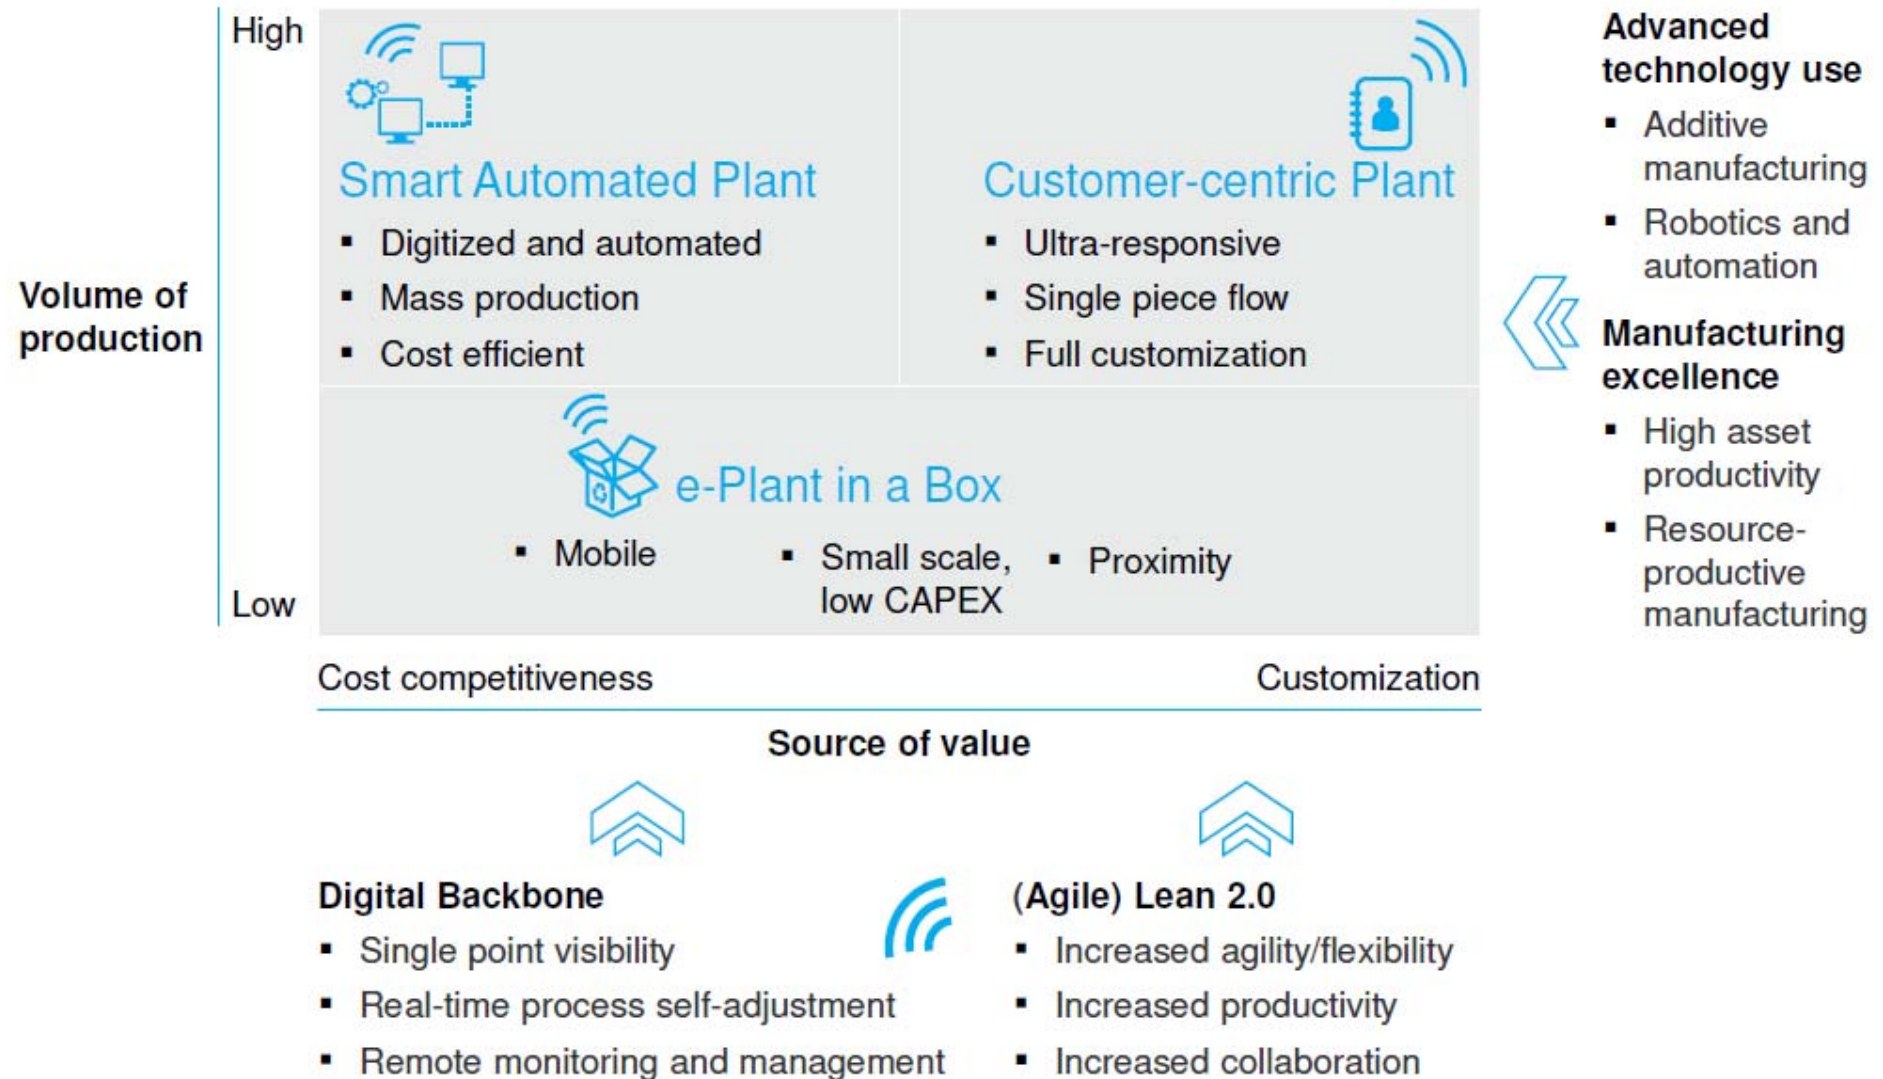 High
Low
Volume of
production
Smart Automated Plant
▪ Digitized and automated
▪ Mass production
▪ Cost efficient
Customer-centric Plant
▪ Ultra-responsive
▪ Single piece flow
▪ Full customization
e-Plant in a Box
▪ Mobile
▪ Small scale,
low CAPEX
▪ Proximity
Cost competitiveness
Customization
Source of value
Advanced
technology use
▪ Additive
manufacturing
▪ Robotics and
automation
Manufacturing
excellence
▪ High asset
productivity
▪ Resource-
productive
manufacturing
Digital Backbone
▪ Single point visibility
▪ Real-time process self-adjustment
▪ Remote monitoring and management
(Agile) Lean 2.0
▪ Increased agility/flexibility
▪ Increased productivity
▪ Increased collaboration